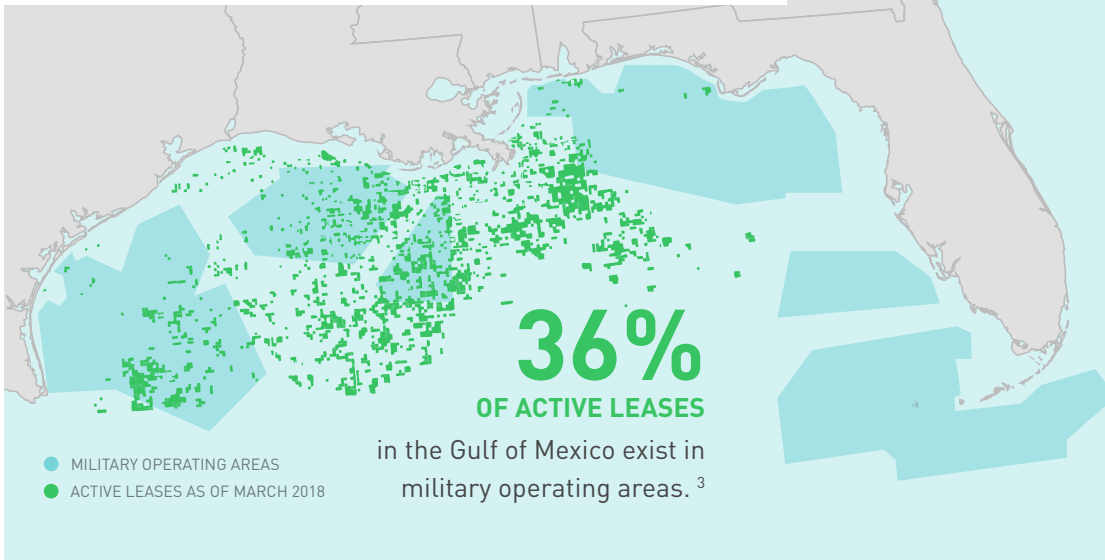 36%
OF ACTIVE LEASES
in the Gulf of Mexico exist in
military operating areas. 3
MILITARY OPERATING AREAS
ACTIVE LEASES AS OF MARCH 2018